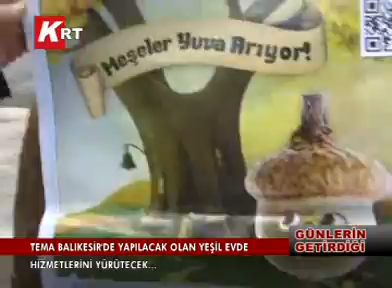 KRT
Meşeler Yuva Arıyor!
TEMA BALIKESİR'DE YAPILACAK OLAN YEŞİL EVDE
HİZMETLERİNİ YÜRÜTECEK...
GÜNLERİN
GETİRDİĞİ